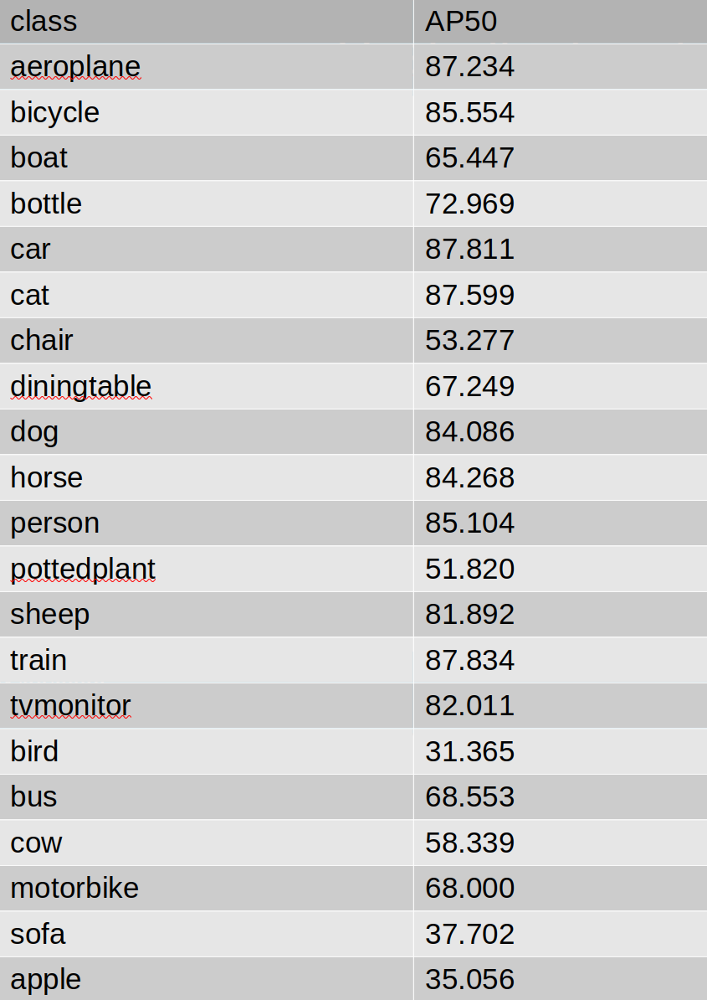 class AP50
aeroplane 87.234
bicycle 85.554
boat 65.447
bottle 72.969
car 87.811
cat 87.599
chair 53.277
diningtable 67.249
dog 84.086
horse 84.268
person 85.104
pottedplant 51.820
sheep 81.892
train 87.834
tvmonitor 82.011
bird 31.365
bus 68.553
cow 58.339
motorbike 68.000
sofa 37.702
apple 35.056